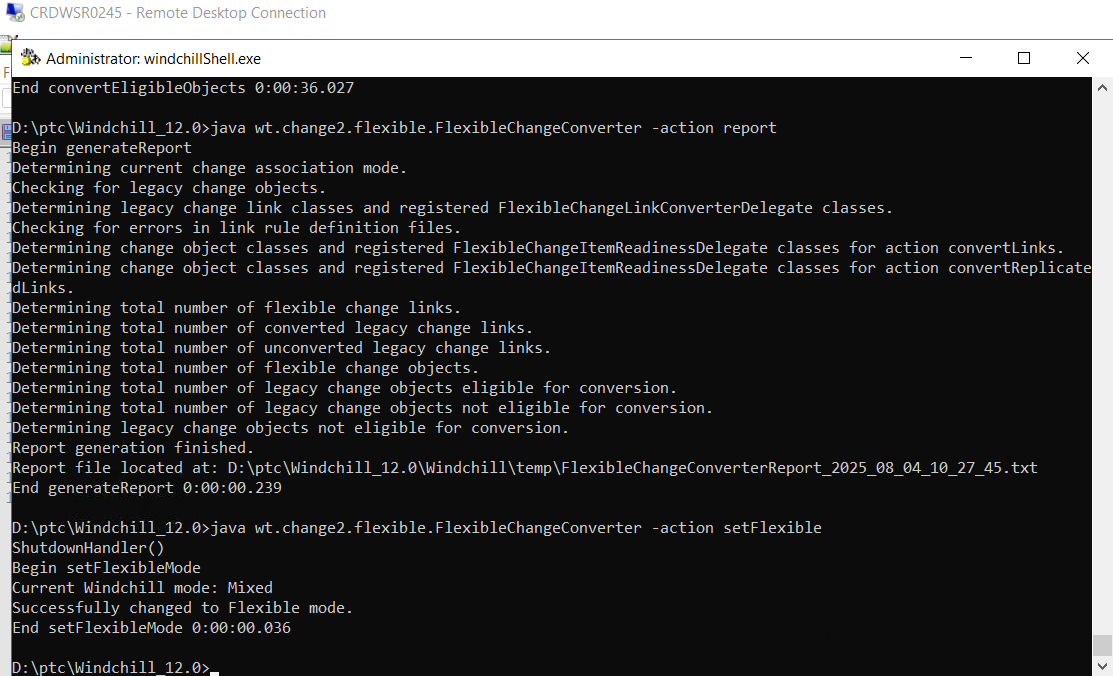 CRDWSR0245 - Remote Desktop Connection
Administrator: windchillShell.exe
End convertEligibleObjects 0:00:36.027
D:\ptc\Windchill_12.0>java wt.change2.flexible.FlexibleChangeConverter -action report
Begin generateReport
Determining current change association mode.
Checking for legacy change objects.
Determining legacy change link classes and registered FlexibleChangeLinkConverterDelegate classes.
Checking for errors in link rule definition files.
Determining change object classes and registered FlexibleChangeItemReadinessDelegate classes for action convertLinks.
Determining change object classes and registered FlexibleChangeItemReadinessDelegate classes for action convertReplicate
dLinks.
Determining total number of flexible change links.
Determining total number of converted legacy change links.
Determining total number of unconverted legacy change links.
Determining total number of flexible change objects.
Determining total number of legacy change objects eligible for conversion.
Determining total number of legacy change objects not eligible for conversion.
Determining legacy change objects not eligible for conversion.
Report generation finished.
Report file located at: D:\ptc\Windchill_12.0\Windchill\temp\FlexibleChangeConverterReport_2025_08_04_10_27_45.txt
End generateReport 0:00:00.239
D:\ptc\Windchill_12.0>java wt.change2.flexible.FlexibleChangeConverter -action setFlexible
ShutdownHandler()
Begin setFlexibleMode
Current Windchill mode: Mixed
Successfully changed to Flexible mode.
End setFlexibleMode 0:00:00.036
D:\ptc\Windchill_12.0>